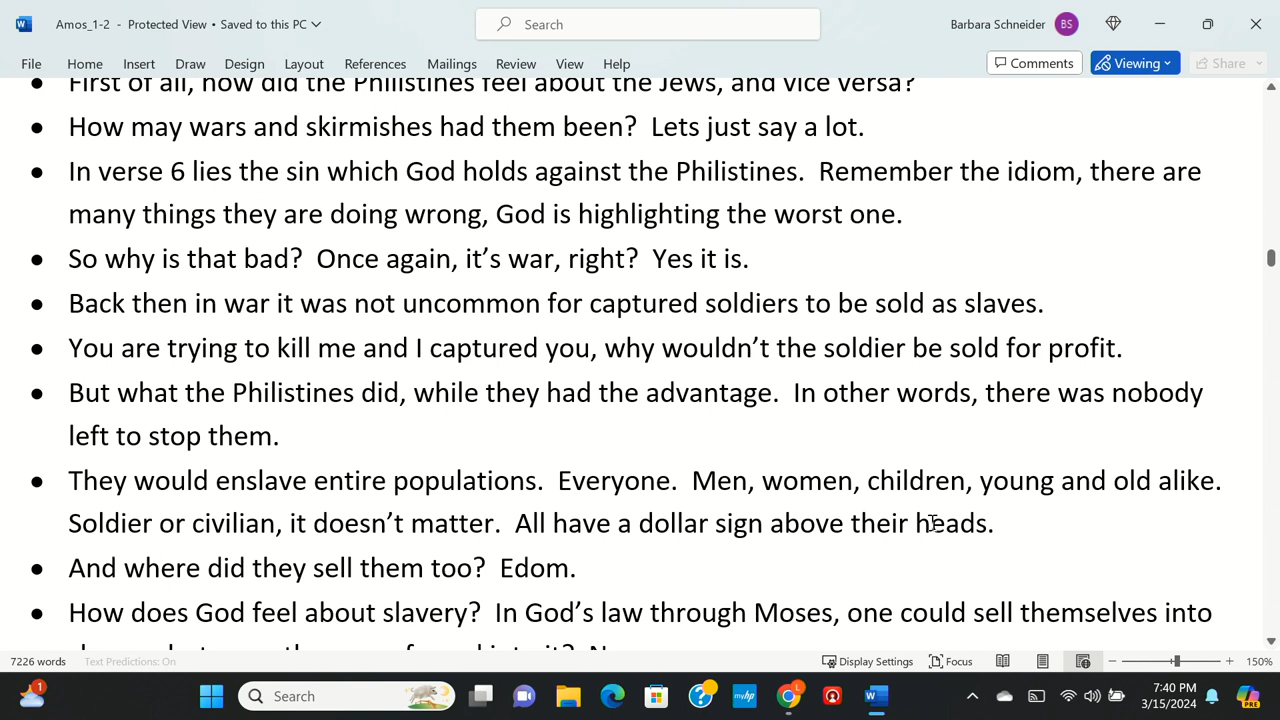 Amos_1-2 - Protected View • Saved to this PC
Search
Barbara Schneider BS
File Home Insert Draw Design Layout References Mailings Review View Help
Comments Viewing Share
First of all, how did the Philistines feel about the Jews, and vice versa?
• How may wars and skirmishes had them been?  Lets just say a lot.
• In verse 6 lies the sin which God holds against the Philistines.  Remember the idiom, there are
many things they are doing wrong, God is highlighting the worst one.
• So why is that bad?  Once again, it’s war, right?  Yes it is.
• Back then in war it was not uncommon for captured soldiers to be sold as slaves.
• You are trying to kill me and I captured you, why wouldn’t the soldier be sold for profit.
• But what the Philistines did, while they had the advantage.  In other words, there was nobody
left to stop them.
• They would enslave entire populations.  Everyone.  Men, women, children, young and old alike.
Soldier or civilian, it doesn’t matter.  All have a dollar sign above their heads.
• And where did they sell them too?  Edom.
• How does God feel about slavery?  In God’s law through Moses, one could sell themselves into
7226 words Text Predictions: On Display Settings Focus 150%
1 Search myhp L PRE
7:40 PM
3/15/2024